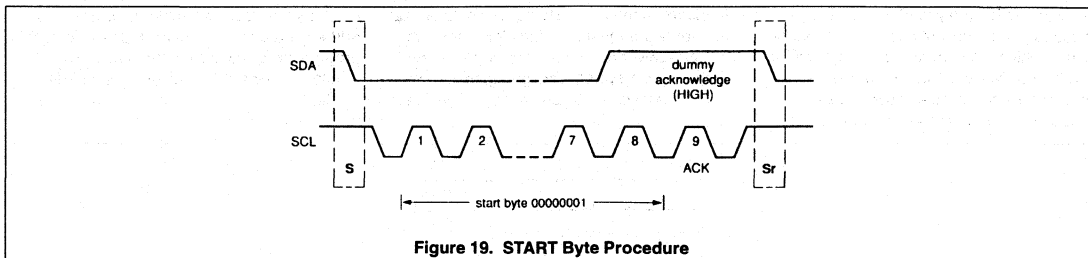 SDA
dummy
acknowledge
(HIGH)
SCL
1 2 7 8 9
S ACK Sr
start byte 00000001
Figure 19. START Byte Procedure